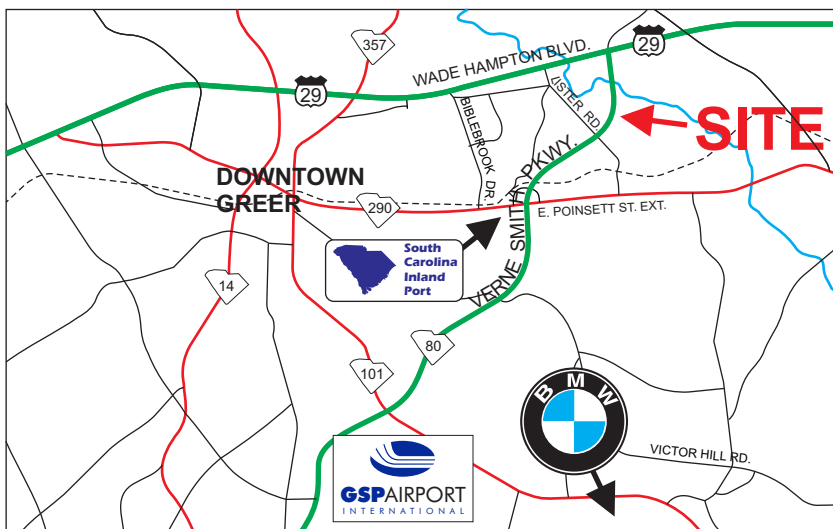 357
29
WADE HAMPTON BLVD.
29
LISTER RD.
SITE
BIBLEBROOK DR.
DOWNTOWN
GREER
290
VERNE SMITH PKWY.
E. POINSETT ST. EXT.
South
Carolina
Inland
Port
14
80
101
BMW
VICTOR HILL RD.
GSPAIRPORT
INTERNATIONAL